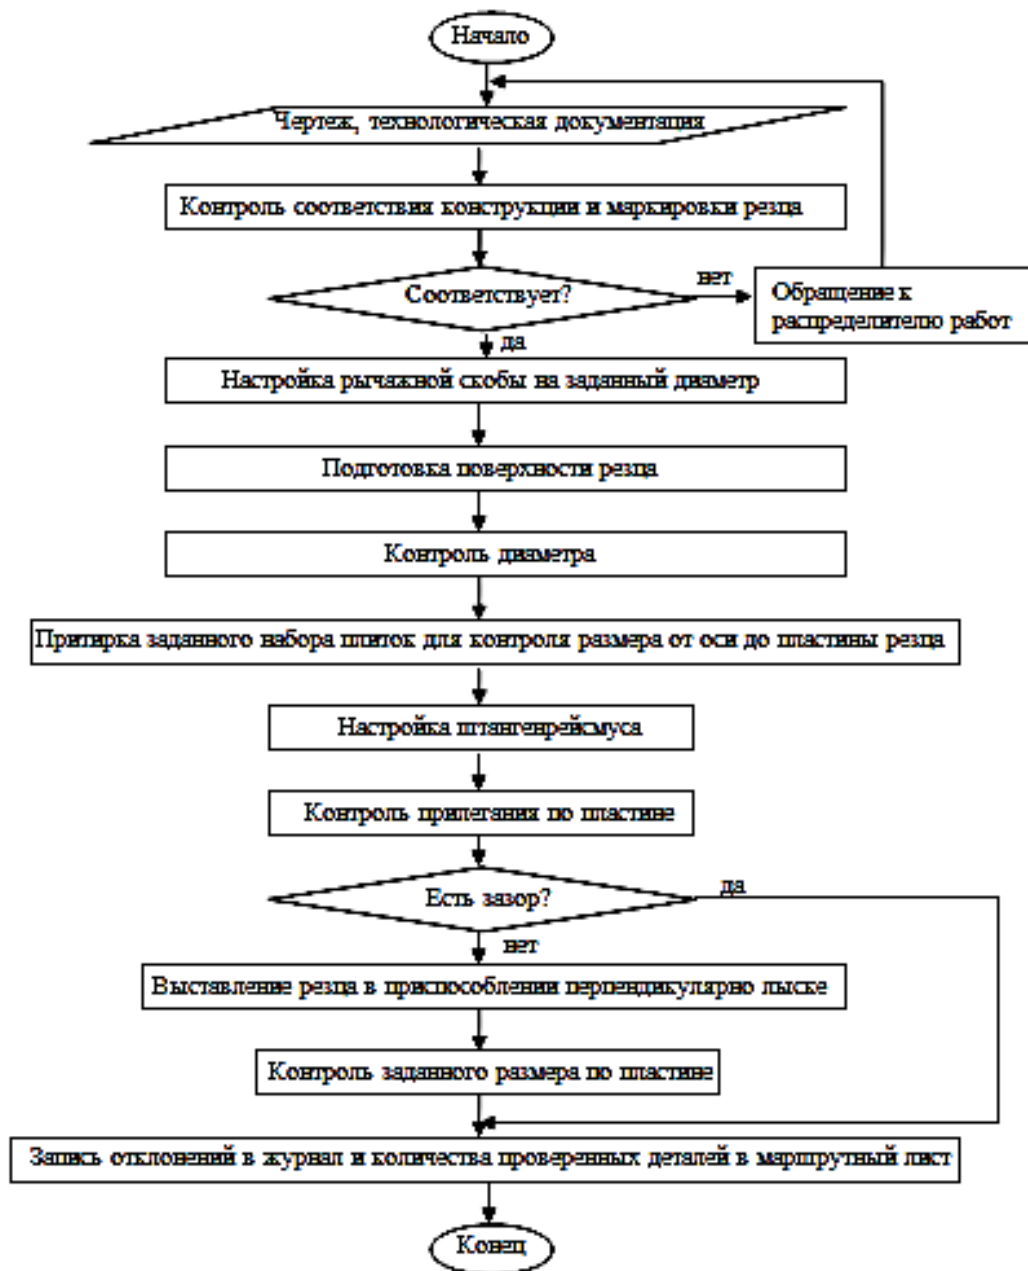 Начало
Чертеж, технологическая документация
Контроль соответствия конструкции и маркировки резца
Соответствует?
нет
Обращение к
распределителю работ
да
Настройка рычажной скобы на заданный диаметр
Подготовка поверхности резца
Контроль диаметра
Притирка заданного набора плиток для контроля размера от оси до пластины резца
Настройка штангенрейсмуса
Контроль прилегания по пластине
Есть зазор?
да
нет
Выставление резца в приспособлении перпендикулярно лыске
Контроль заданного размера по пластине
Запись отклонений в журнал и количества проверенных деталей в маршрутный лист
Конец